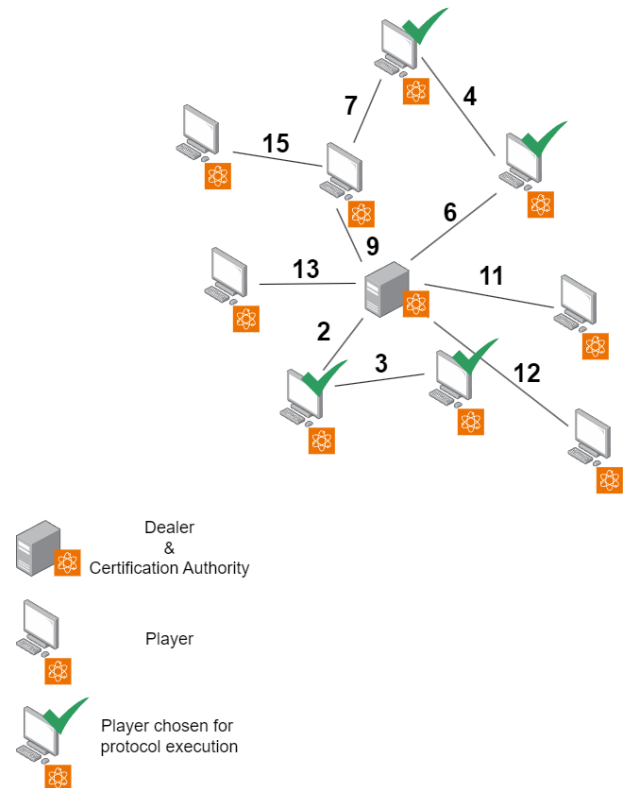 4
7
15
6
9
13
11
2
3
12
Dealer
&
Certification Authority
Player
Player chosen for
protocol execution